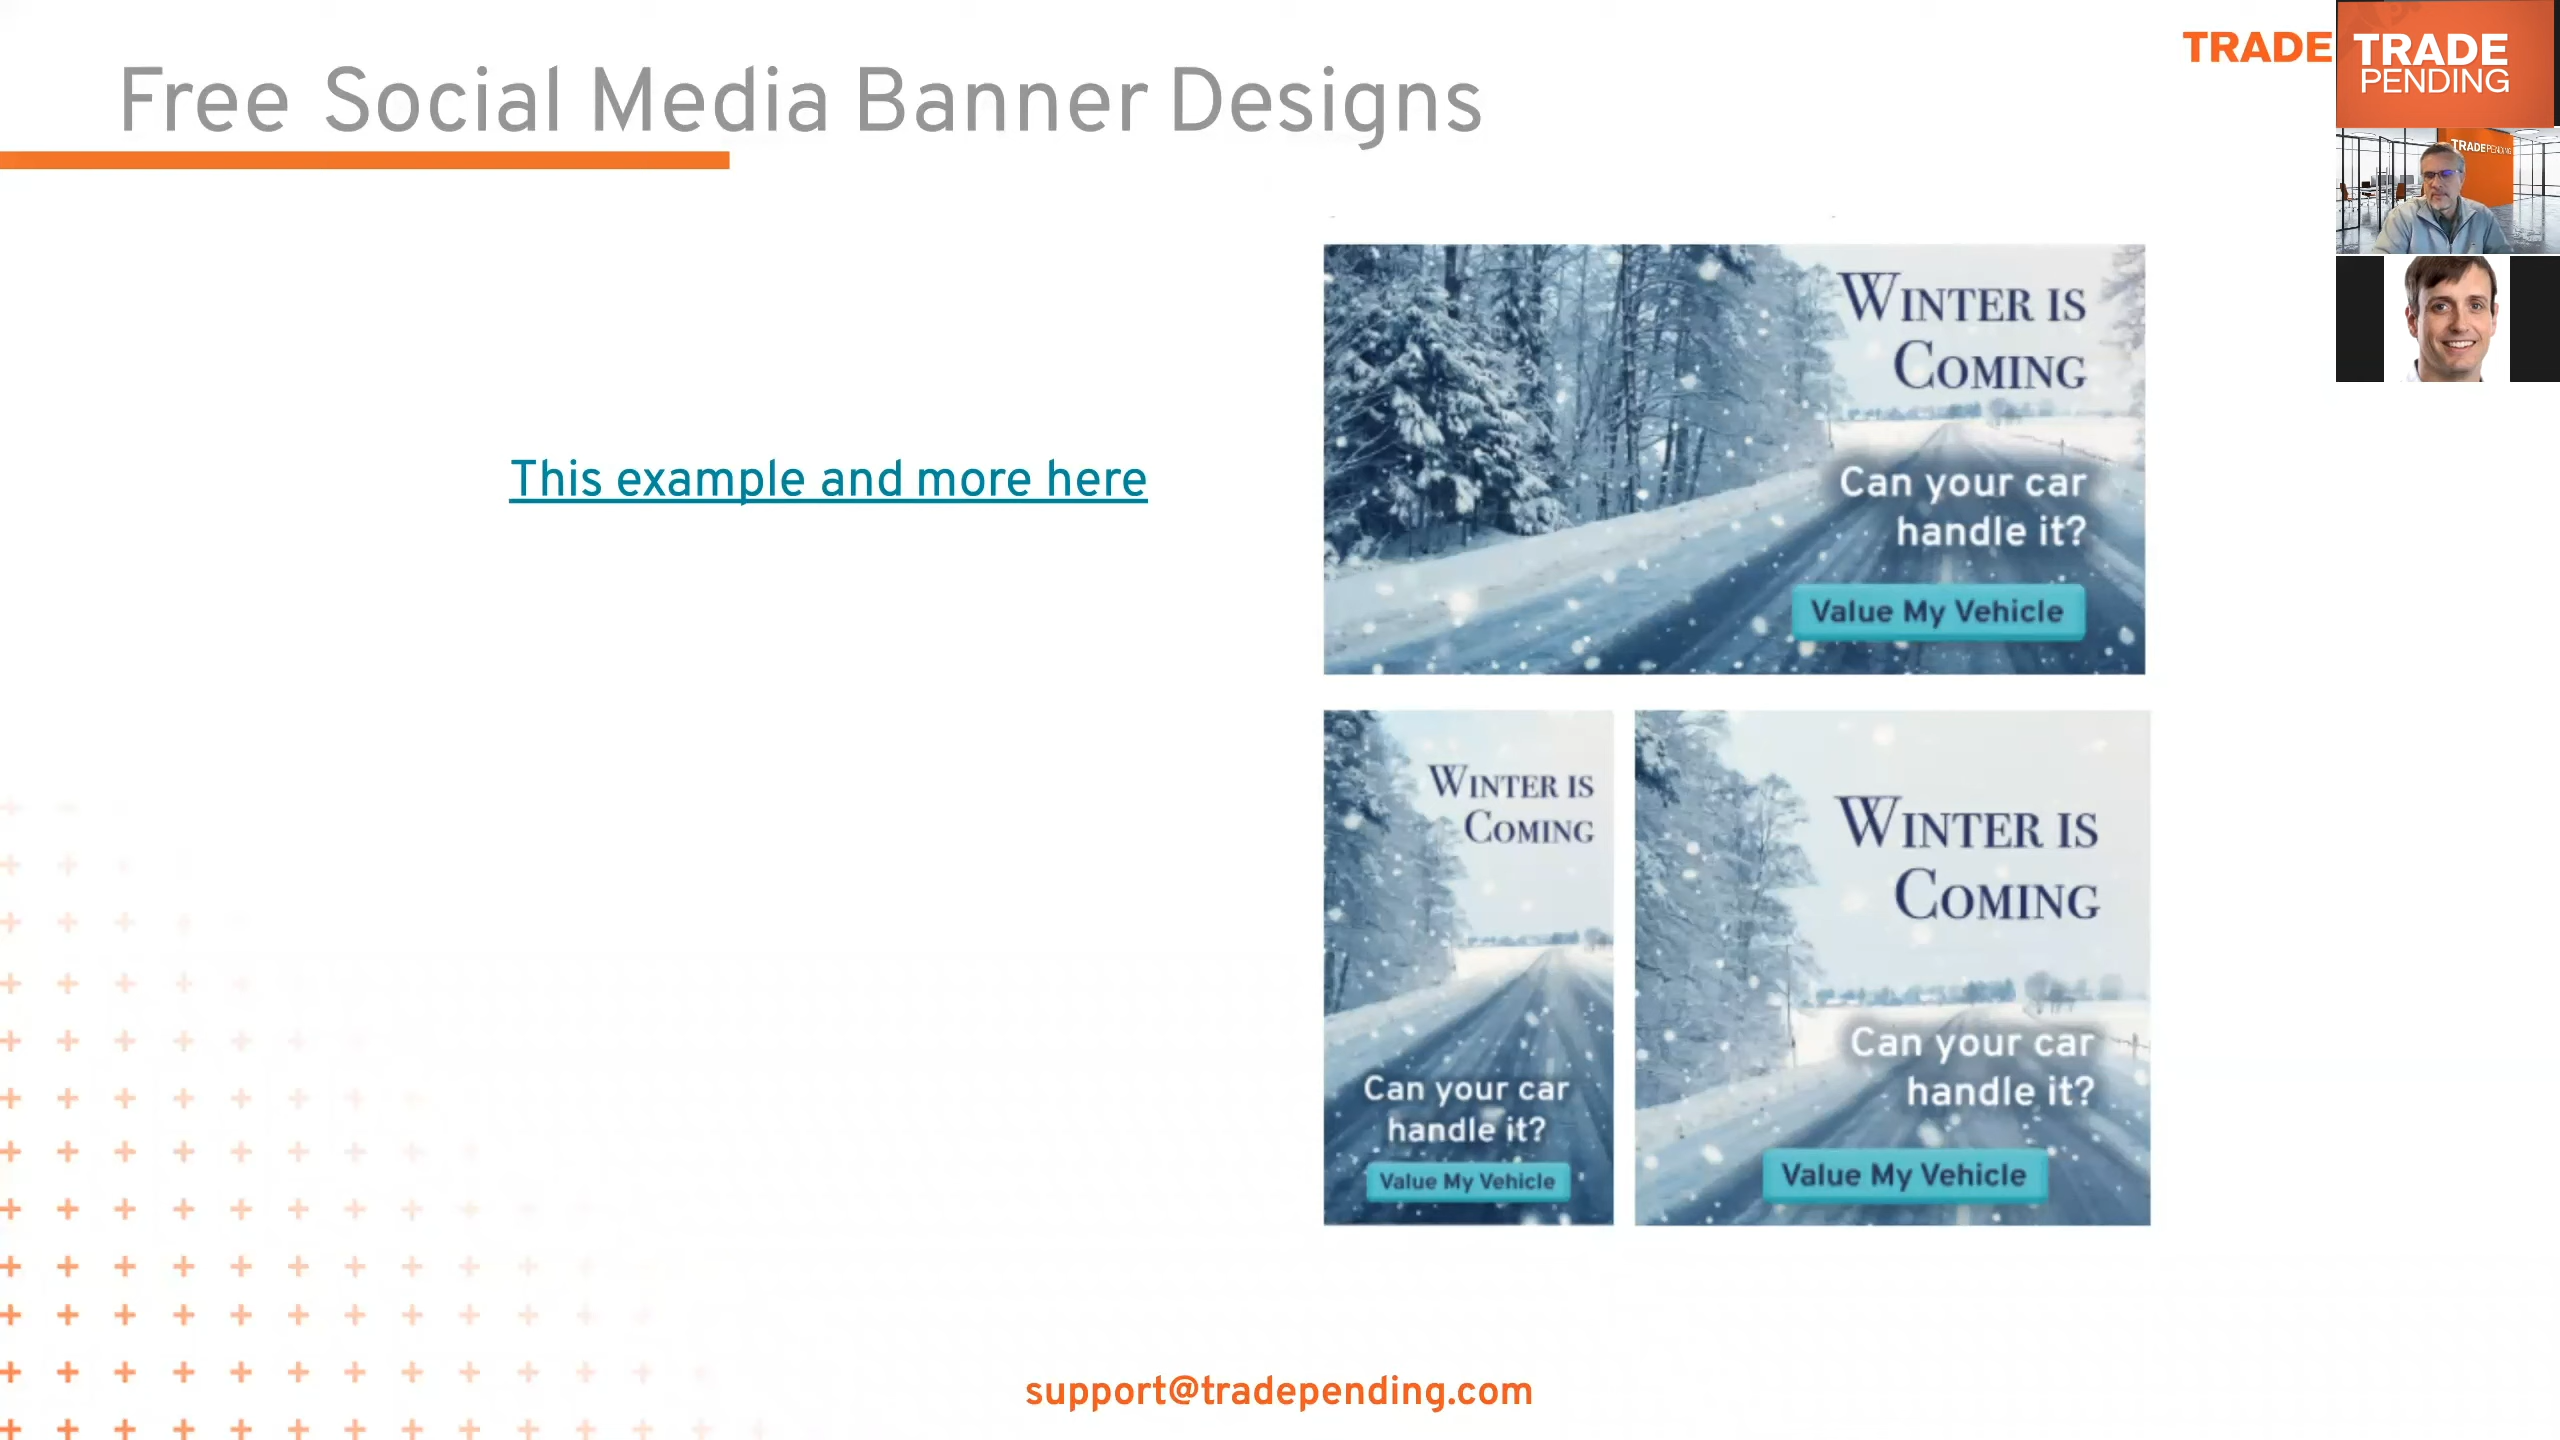 Free Social Media Banner Designs
TRADE
TRADE
PENDING
TRADEPENDING
This example and more here
WINTER IS
COMING
Can your car
handle it?
Value My Vehicle
WINTER IS
COMING
Can your car
handle it?
Value My Vehicle
WINTER IS
COMING
Can your car
handle it?
Value My Vehicle
support@tradepending.com